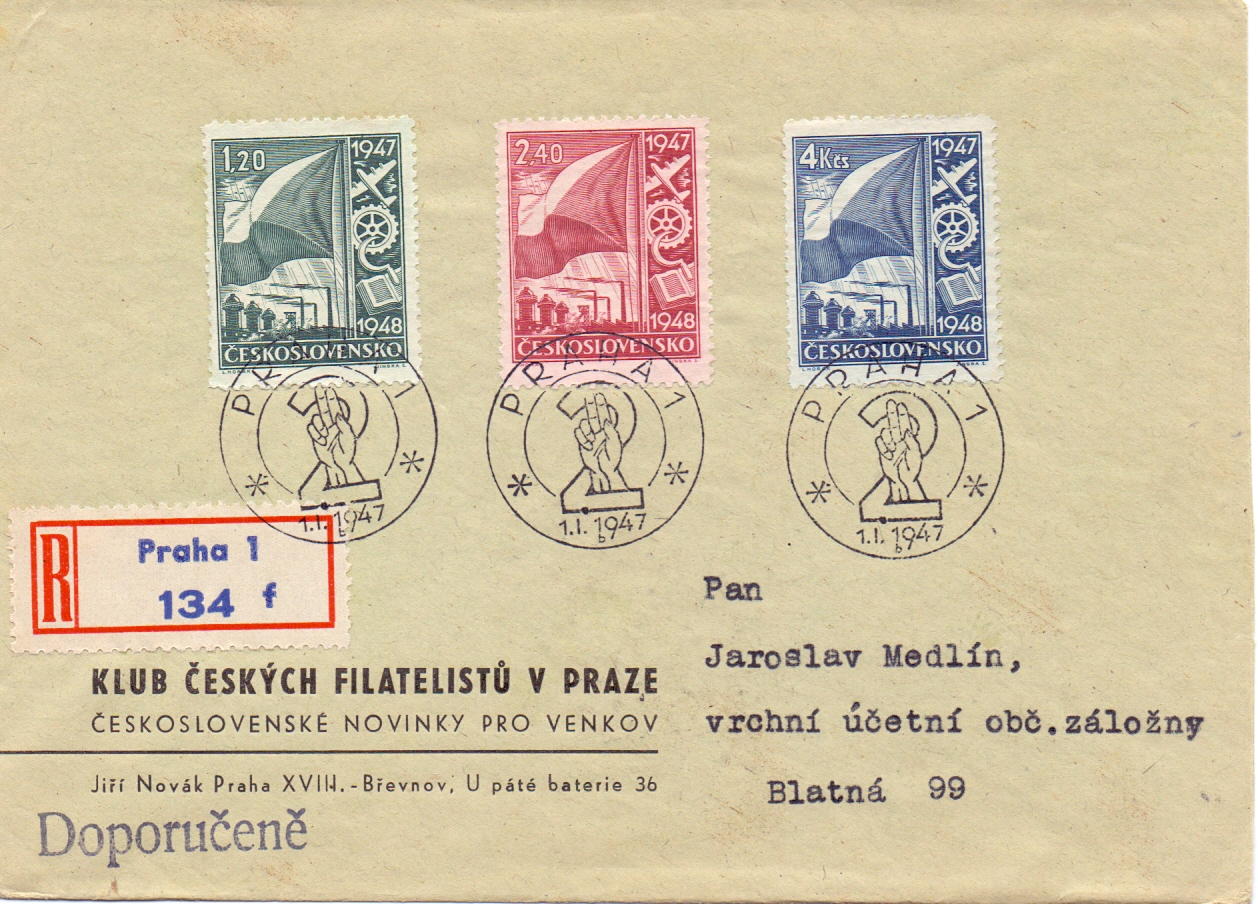 1,20
1947
1948
ČESKOSLOVENSKO
2,40
1947
1948
ČESKOSLOVENSKO
4Kčs
1947
1948
ČESKOSLOVENSKO
PRAHA 1
1.I. 1947
b
PRAHA 1
1.I. 1947
b
PRAHA 1
1.I. 1947
b
R
Praha 1
134 f
KLUB ČESKÝCH FILATELISTŮ V PRAZE
ČESKOSLOVENSKÉ NOVINKY PRO VENKOV
Jiří Novák Praha XVIII.-Břevnov, U páté baterie 36
Doporučeně
Pan
Jaroslav Medlín,
vrchní účetní obč.záložny
Blatná 99